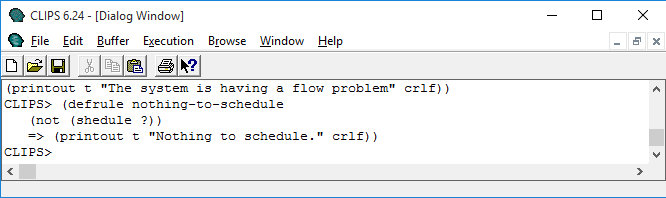 CLIPS 6.24 - [Dialog Window]
File Edit Buffer Execution Browse Window Help
(printout t "The system is having a flow problem" crlf))
CLIPS> (defrule nothing-to-schedule
   (not (shedule ?))
   => (printout t "Nothing to schedule." crlf))
CLIPS>